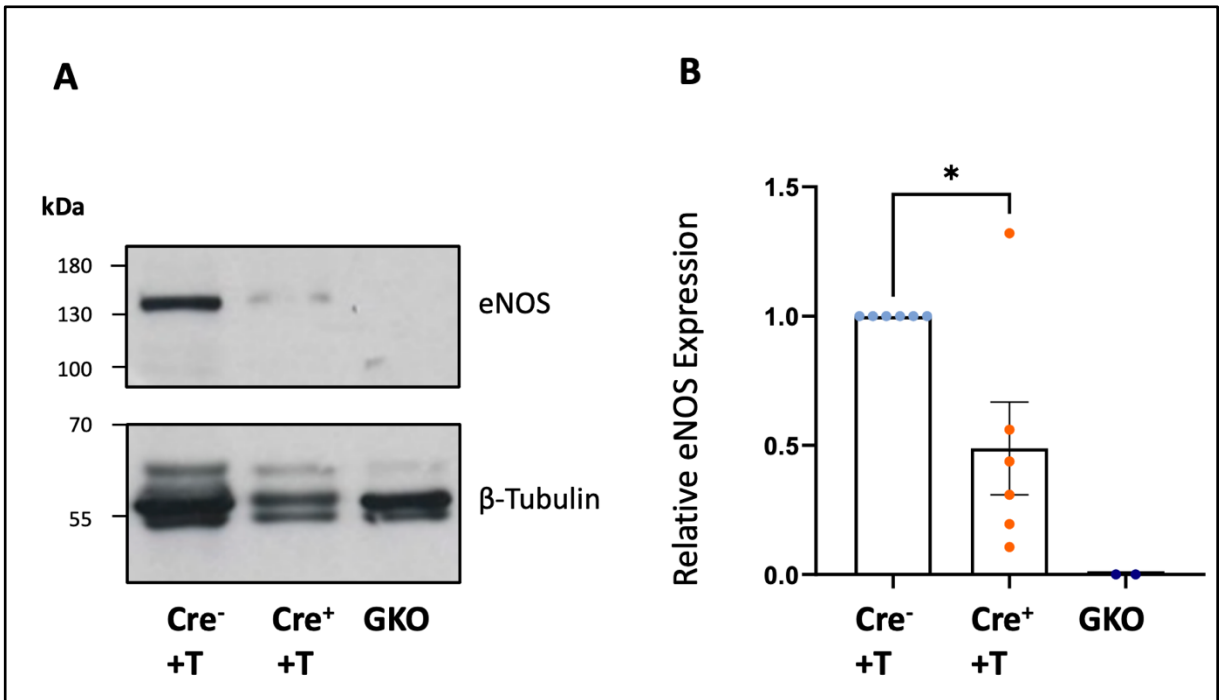 A
kDa
180
130
100
eNOS
70
55
β-Tubulin
Cre⁻ Cre⁺ GKO
+T +T
B
*
Relative eNOS Expression
1.5
1.0
0.5
0.0
Cre⁻ Cre⁺ GKO
+T +T